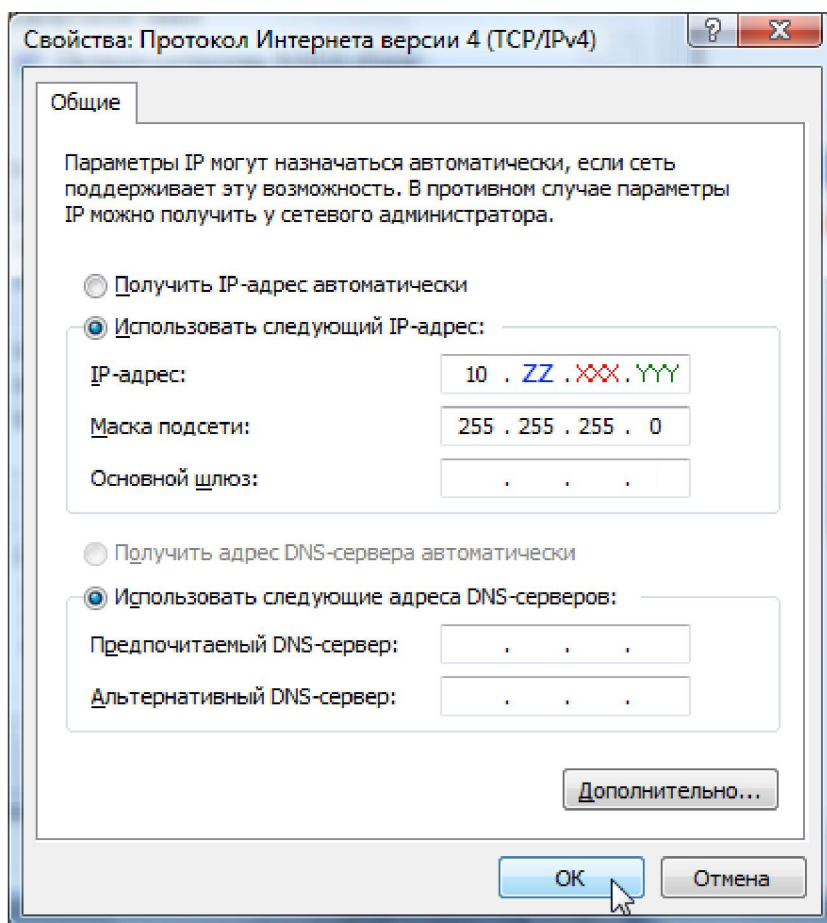 Свойства: Протокол Интернета версии 4 (TCP/IPv4)
?
X
Общие
Параметры IP могут назначаться автоматически, если сеть
поддерживает эту возможность. В противном случае параметры
IP можно получить у сетевого администратора.
Получить IP-адрес автоматически
Использовать следующий IP-адрес:
IP-адрес: 10 . ZZ . XXX . YYY
Маска подсети: 255 . 255 . 255 . 0
Основной шлюз: . . .
Получить адрес DNS-сервера автоматически
Использовать следующие адреса DNS-серверов:
Предпочитаемый DNS-сервер: . . .
Альтернативный DNS-сервер: . . .
Дополнительно...
ОК Отмена